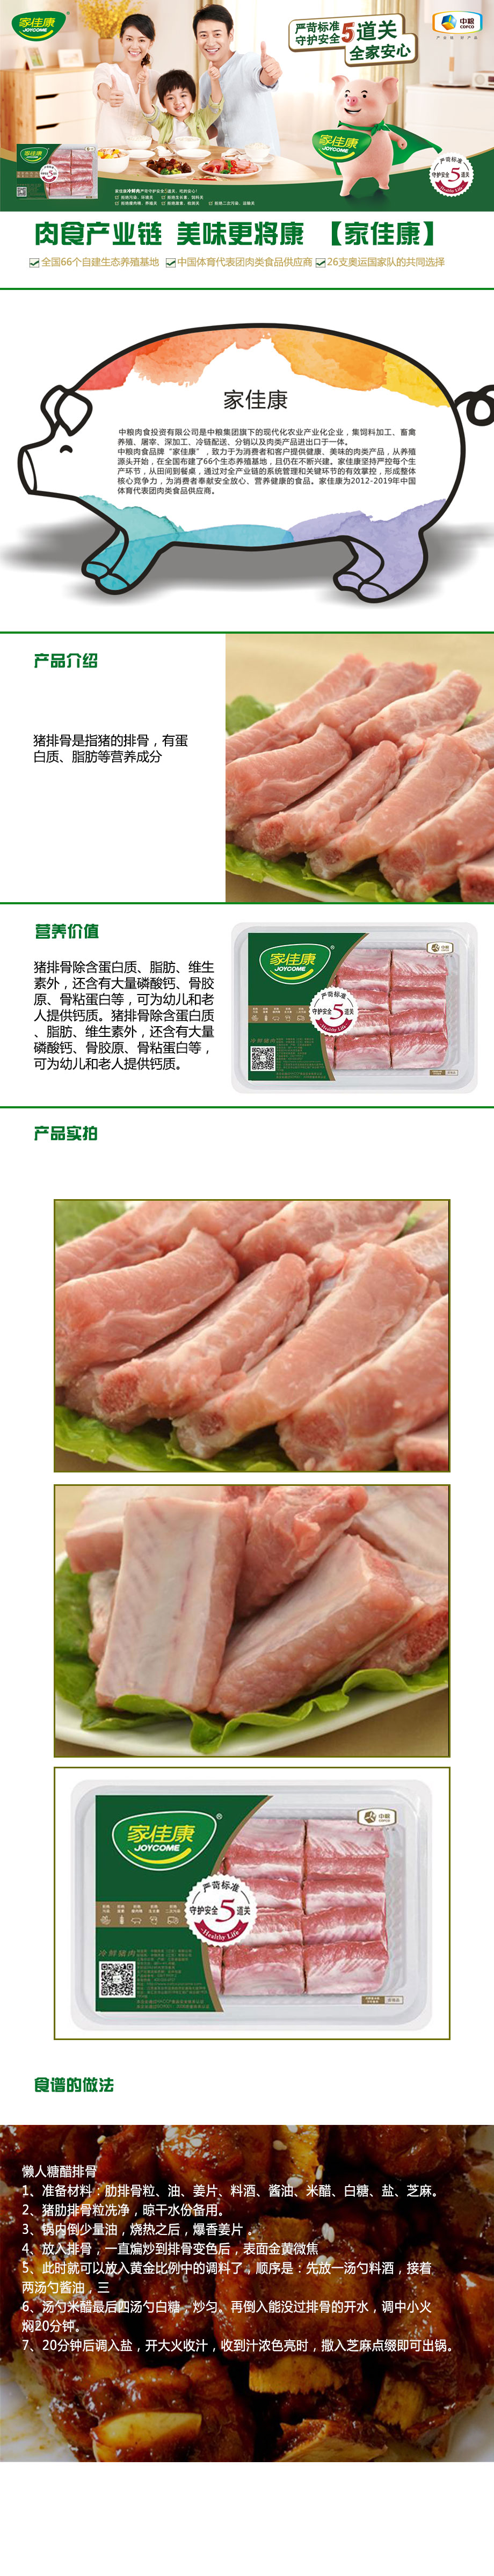 家佳康
JOYCOME
严苛标准
守护安全5道关
全家安心
中粮
COFCO
家佳康
JOYCOME
家佳康
JOYCOME
严苛标准
守护安全5道关
Healthy Life
家佳康冷鲜肉严苛守护安全5道关，吃的安心！
肉食产业链 美味更将康 【家佳康】
全国66个自建生态养殖基地 中国体育代表团肉类食品供应商 26支奥运国家队的共同选择
家佳康
中粮肉食投资有限公司是中粮集团旗下的现代化农业产业化企业，集饲料加工、畜禽
养殖、屠宰、深加工、冷链配送、分销以及肉类产品进出口于一体。
中粮肉食品牌“家佳康”，致力于为消费者和客户提供健康、美味的肉类产品，从养殖
源头开始，在全国布建了66个生态养殖基地，且仍在不断兴建。家佳康坚持严控每个生
产环节，从田间到餐桌，通过对全产业链的系统管理和关键环节的有效掌控，形成整体
核心竞争力，为消费者奉献安全放心、营养健康的食品。家佳康为2012-2019年中国
体育代表团肉类食品供应商。
产品介绍
猪排骨是指猪的排骨，有蛋
白质、脂肪等营养成分
营养价值
猪排骨除含蛋白质、脂肪、维生
素外，还含有大量磷酸钙、骨胶
原、骨粘蛋白等，可为幼儿和老
人提供钙质。猪排骨除含蛋白质
、脂肪、维生素外，还含有大量
磷酸钙、骨胶原、骨粘蛋白等，
可为幼儿和老人提供钙质。
家佳康
JOYCOME
中粮
COFCO
严苛标准
守护安全5道关
Healthy Life
冷鲜猪肉
产品实拍
家佳康
JOYCOME
中粮
COFCO
严苛标准
守护安全5道关
Healthy Life
冷鲜猪肉
食谱的做法
懒人糖醋排骨
1、准备材料：肋排骨粒、油、姜片、料酒、酱油、米醋、白糖、盐、芝麻。
2、猪肋排骨粒洗净，晾干水份备用。
3、锅内倒少量油，烧热之后，爆香姜片 。
4、放入排骨，一直煸炒到排骨变色后，表面金黄微焦
5、此时就可以放入黄金比例中的调料了，顺序是：先放一汤勺料酒，接着
两汤勺酱油，三
6、汤勺米醋最后四汤勺白糖，炒匀、再倒入能没过排骨的开水，调中小火
焖20分钟。
7、20分钟后调入盐，开大火收汁，收到汁浓色亮时，撒入芝麻点缀即可出锅。